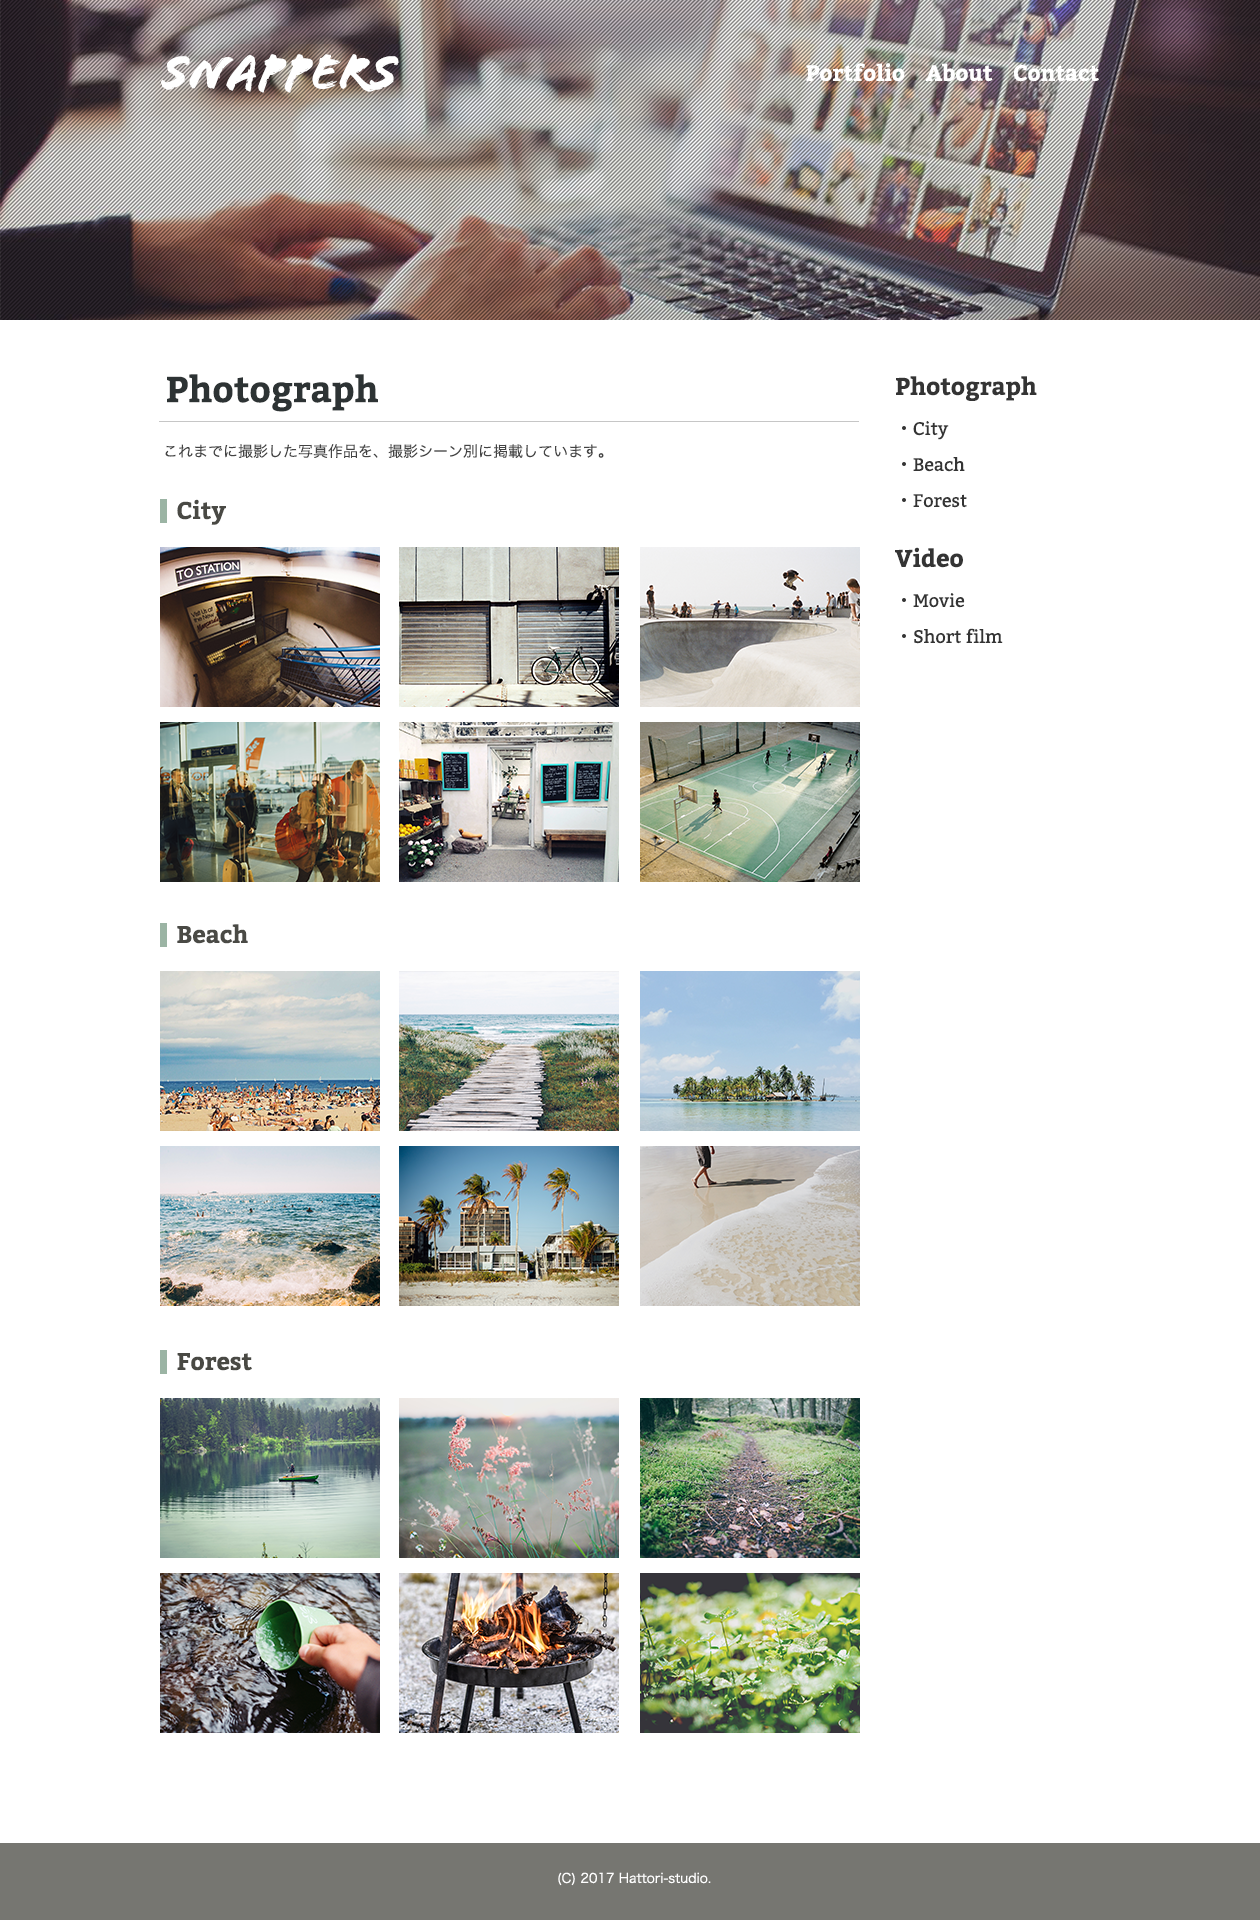 SNAPPERS
Portfolio About Contact
Photograph
これまでに撮影した写真作品を、撮影シーン別に掲載しています。
City
TO STATION
Beach
Forest
Photograph
・City
・Beach
・Forest
Video
・Movie
・Short film
(C) 2017 Hattori-studio.